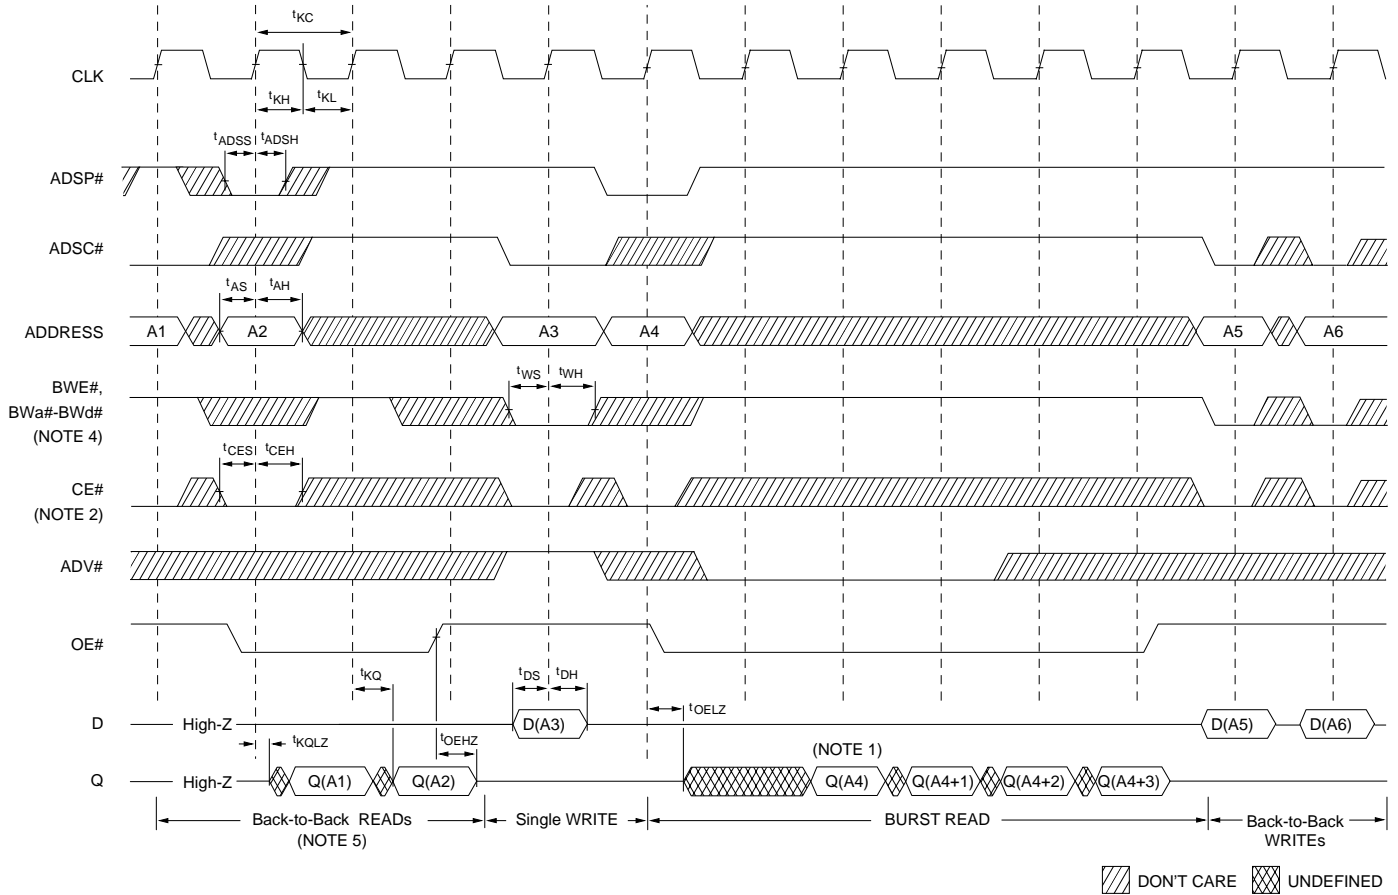 tKC
CLK
tKH
tKL
tADSS
tADSH
ADSP#
ADSC#
tAS
tAH
ADDRESS
A1
A2
A3
A4
A5
A6
BWE#,
BWa#-BWd#
(NOTE 4)
tWS
tWH
tCES
tCEH
CE#
(NOTE 2)
ADV#
OE#
tKQ
tDS
tDH
tOELZ
D
High-Z
D(A3)
D(A5)
D(A6)
tKQLZ
tOEHZ
(NOTE 1)
Q
High-Z
Q(A1)
Q(A2)
Q(A4)
Q(A4+1)
Q(A4+2)
Q(A4+3)
Back-to-Back READs
(NOTE 5)
Single WRITE
BURST READ
Back-to-Back
WRITEs
DON'T CARE
UNDEFINED